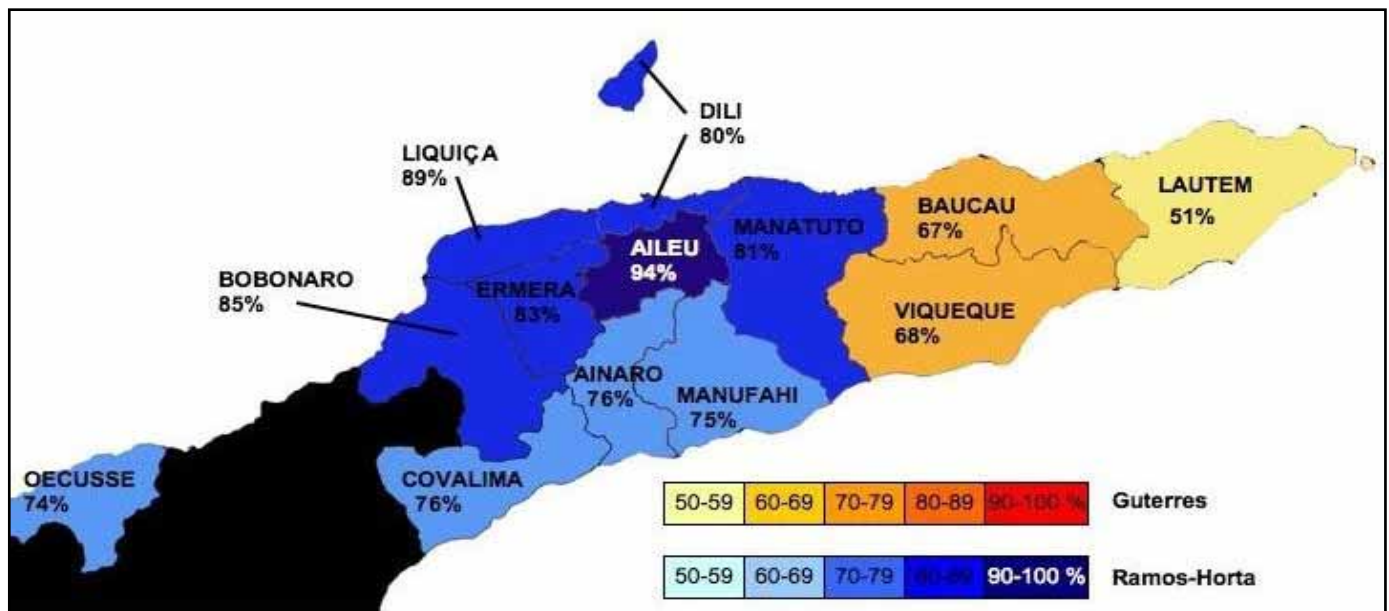 DILI
80%
LIQUIÇA
89%
LAUTEM
51%
BAUCAU
67%
MANATUTO
81%
AILEU
94%
BOBONARO
85%
ERMERA
83%
VIQUEQUE
68%
AINARO
76%
MANUFAHI
75%
OECUSSE
74%
COVALIMA
76%
50-59 60-69 70-79 80-89 90-100 % Guterres
50-59 60-69 70-79 80-89 90-100 % Ramos-Horta